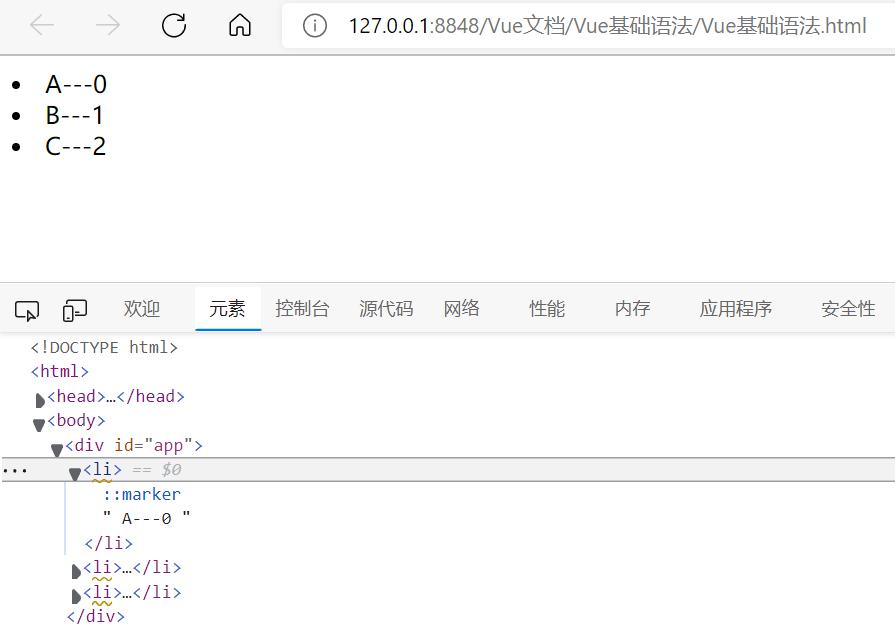 127.0.0.1:8848/Vue文档/Vue基础语法/Vue基础语法.html
A---0
B---1
C---2
欢迎 元素 控制台 源代码 网络 性能 内存 应用程序 安全性
<!DOCTYPE html>
<html>
<head>…</head>
<body>
<div id="app">
<li> == $0
::marker
" A---0 "
</li>
<li>…</li>
<li>…</li>
</div>